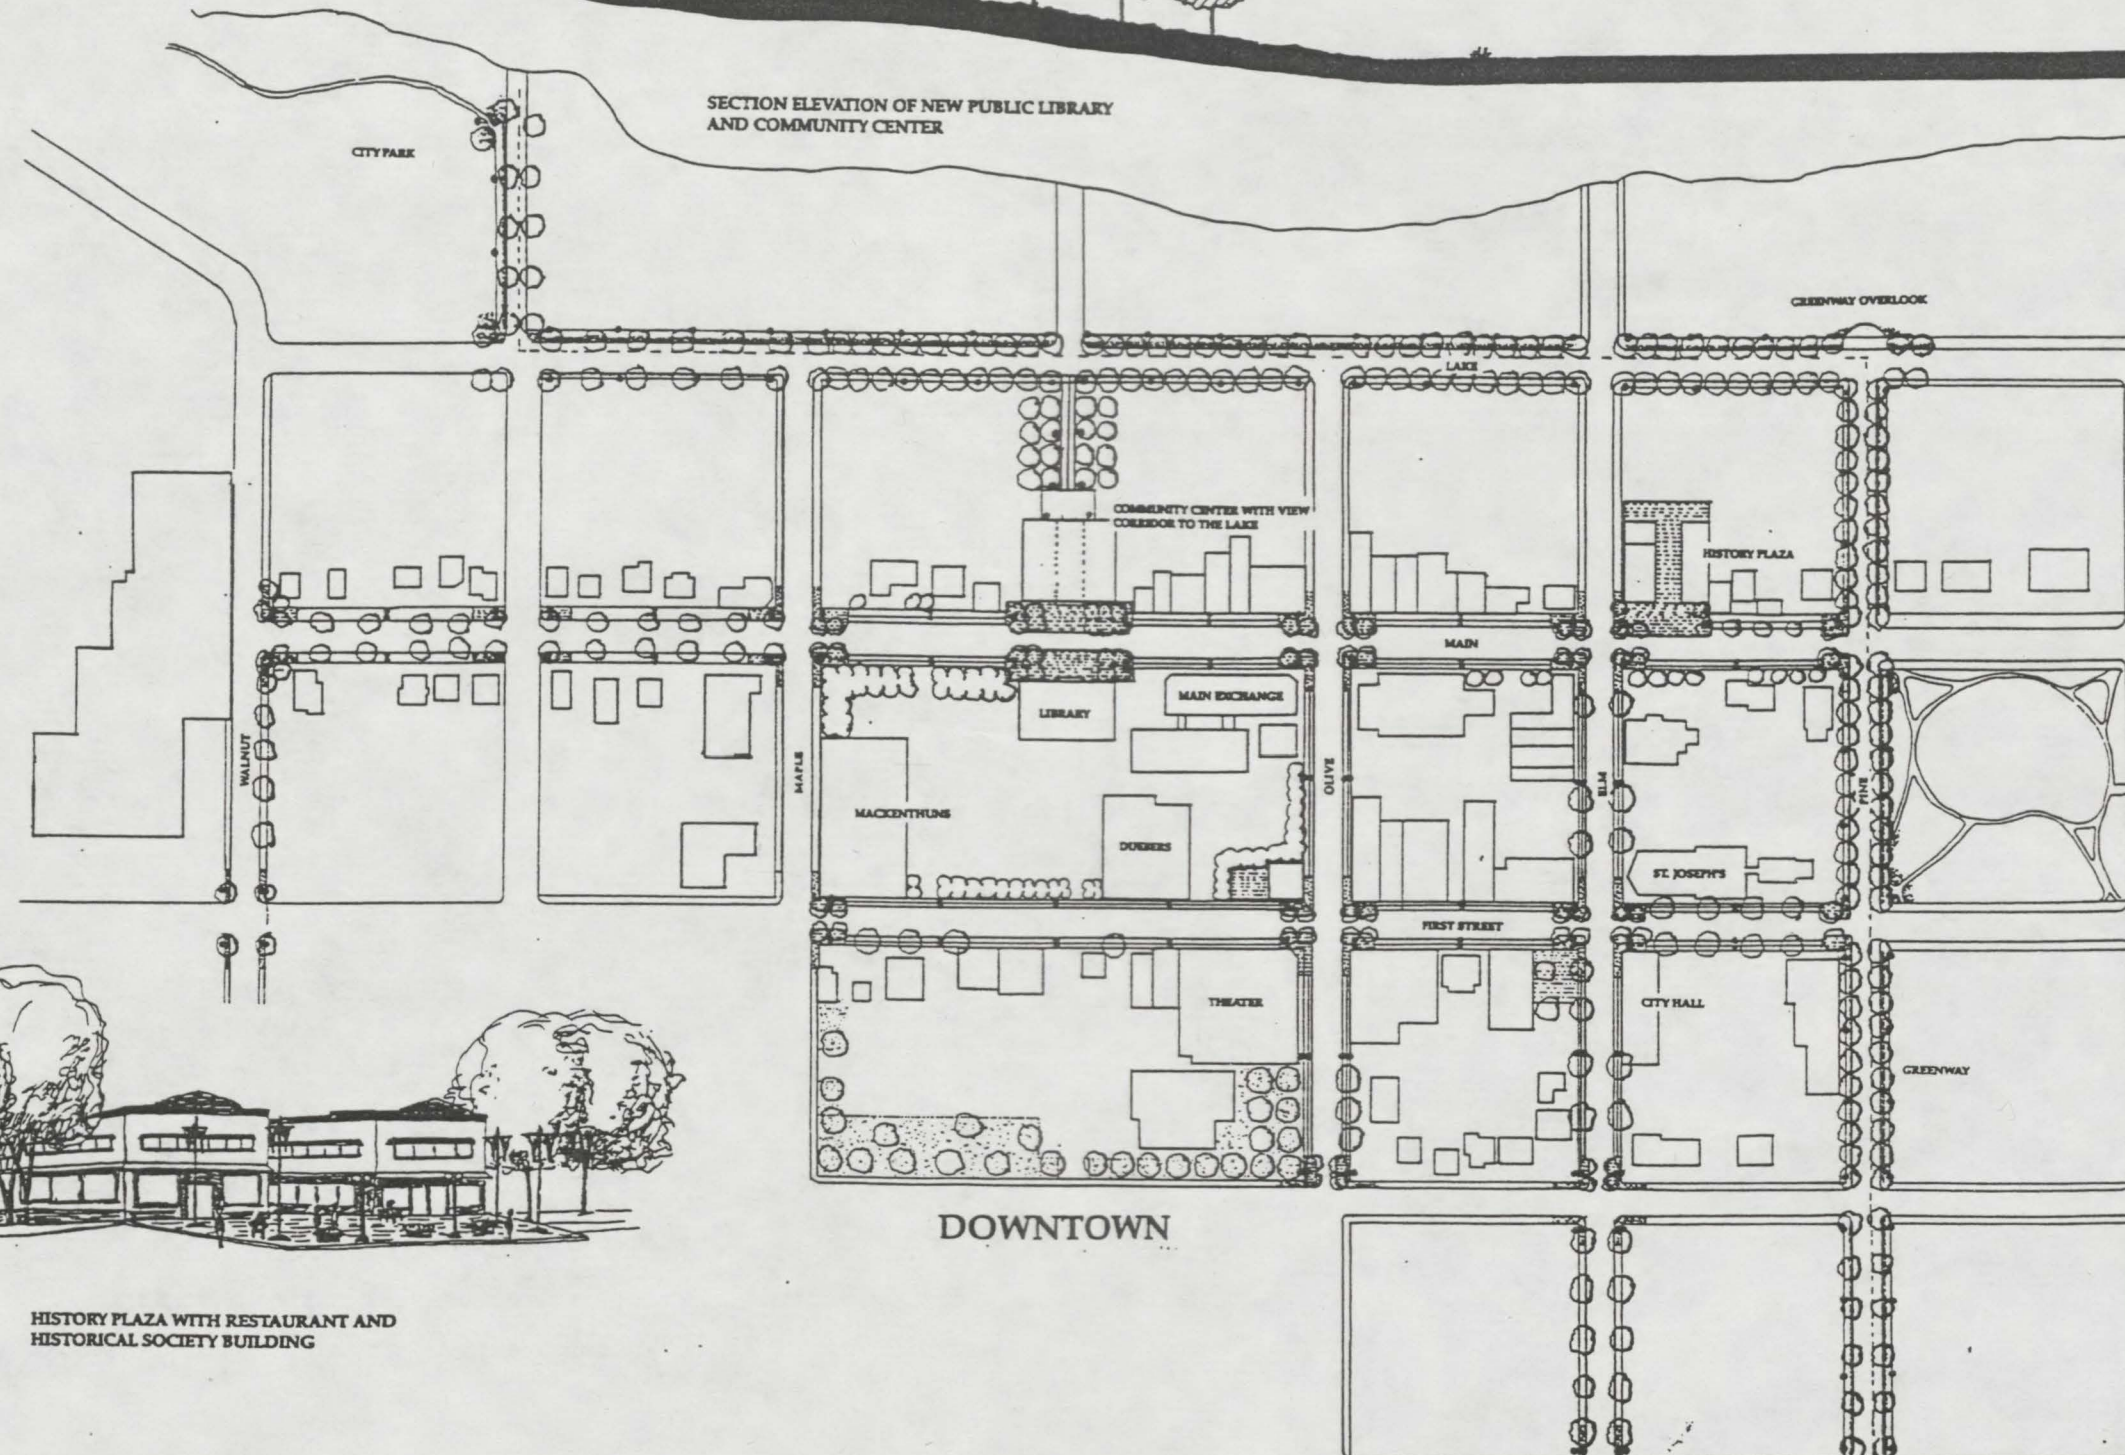 SECTION ELEVATION OF NEW PUBLIC LIBRARY
AND COMMUNITY CENTER
CITY PARK
GREENWAY OVERLOOK
LAKE
COMMUNITY CENTER WITH VIEW
CORRIDOR TO THE LAKE
HISTORY PLAZA
MAIN
MAIN EXCHANGE
LIBRARY
WALNUT
MAPLE
OLIVE
ELM
PINE
MACKENTHUNS
DUEBERS
ST. JOSEPH'S
FIRST STREET
THEATER
CITY HALL
GREENWAY
DOWNTOWN
HISTORY PLAZA WITH RESTAURANT AND
HISTORICAL SOCIETY BUILDING